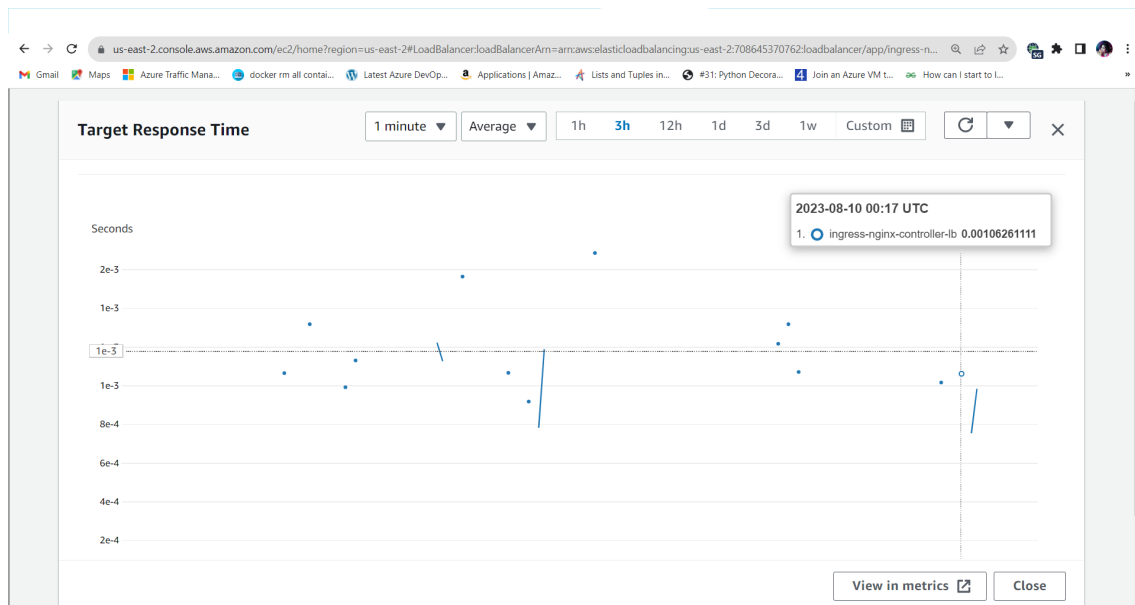 us-east-2.console.aws.amazon.com/ec2/home?region=us-east-2#LoadBalancer:loadBalancerArn=arn:aws:elasticloadbalancing:us-east-2:708645370762:loadbalancer/app/ingress-n...
SG
Gmail Maps Azure Traffic Mana... docker rm all contai... Latest Azure DevOp... Applications | Amaz... Lists and Tuples in... #31: Python Decora... 4 Join an Azure VM t... How can I start to l... »
Target Response Time 1 minute Average 1h 3h 12h 1d 3d 1w Custom
2023-08-10 00:17 UTC
1. ingress-nginx-controller-lb 0.00106261111
Seconds
2e-3
1e-3
1e-3
1e-3
8e-4
6e-4
4e-4
2e-4
View in metrics Close